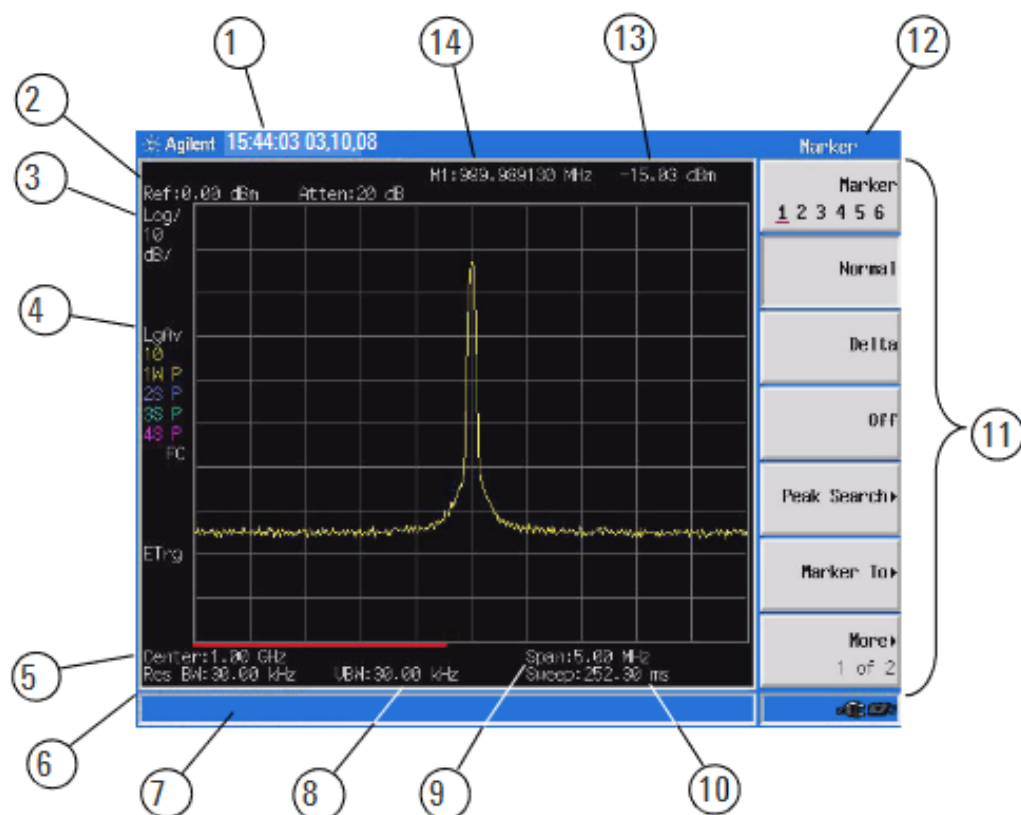 1
14
13
12
2
3
4
5
6
7
8
9
10
11
Agilent 15:44:03 03,10,08
Marker
M1:989.989130 MHz -15.03 dBm
Ref:0.00 dBm Atten:20 dB
Log/
10
dB/
LgAv
10
1W P
2S P
3S P
4S P
FC
ETrg
Center:1.00 GHz
Span:5.00 MHz
Res BW:30.00 kHz VBW:30.00 kHz
Sweep:252.30 ms
Marker
1 2 3 4 5 6
Normal
Delta
Off
Peak Search
Marker To
More
1 of 2